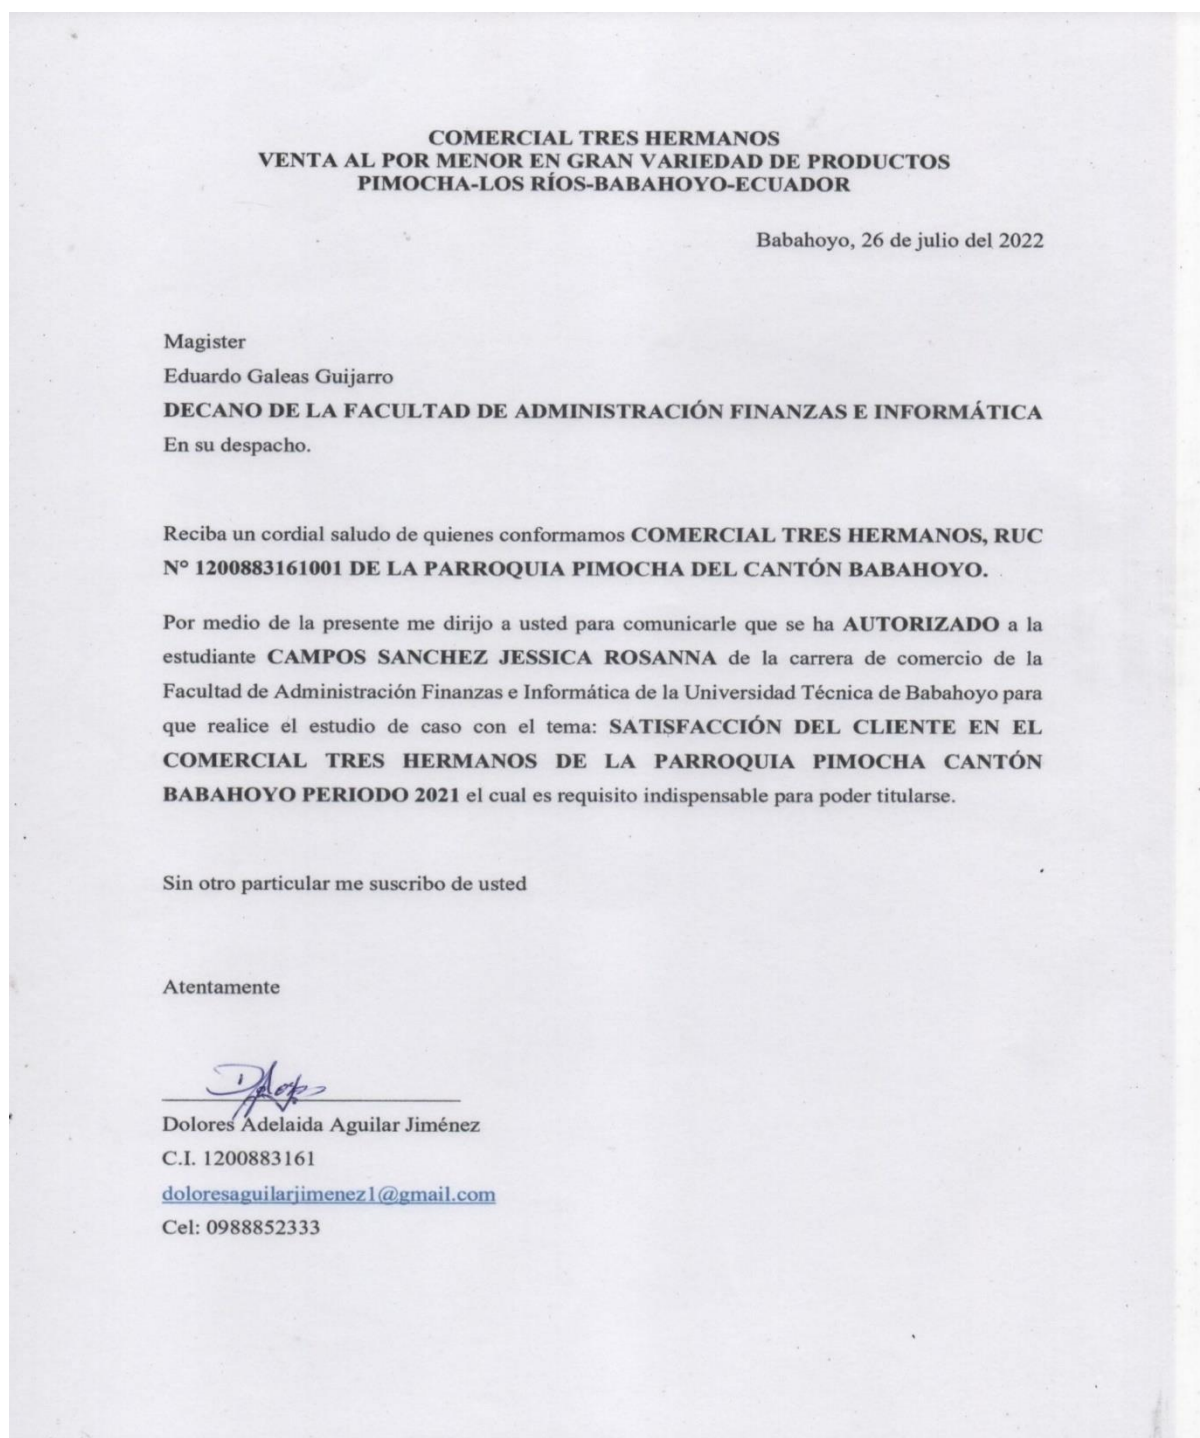 COMERCIAL TRES HERMANOS
VENTA AL POR MENOR EN GRAN VARIEDAD DE PRODUCTOS
PIMOCHA-LOS RÍOS-BABAHOYO-ECUADOR
Babahoyo, 26 de julio del 2022
Magister
Eduardo Galeas Guijarro
DECANO DE LA FACULTAD DE ADMINISTRACIÓN FINANZAS E INFORMÁTICA
En su despacho.
Reciba un cordial saludo de quienes conformamos COMERCIAL TRES HERMANOS, RUC
N° 1200883161001 DE LA PARROQUIA PIMOCHA DEL CANTÓN BABAHOYO.
Por medio de la presente me dirijo a usted para comunicarle que se ha AUTORIZADO a la
estudiante CAMPOS SANCHEZ JESSICA ROSANNA de la carrera de comercio de la
Facultad de Administración Finanzas e Informática de la Universidad Técnica de Babahoyo para
que realice el estudio de caso con el tema: SATISFACCIÓN DEL CLIENTE EN EL
COMERCIAL TRES HERMANOS DE LA PARROQUIA PIMOCHA CANTÓN
BABAHOYO PERIODO 2021 el cual es requisito indispensable para poder titularse.
Sin otro particular me suscribo de usted
Atentamente
Dolores Adelaida Aguilar Jiménez
C.I. 1200883161
doloresaguilarjimenez1@gmail.com
Cel: 0988852333